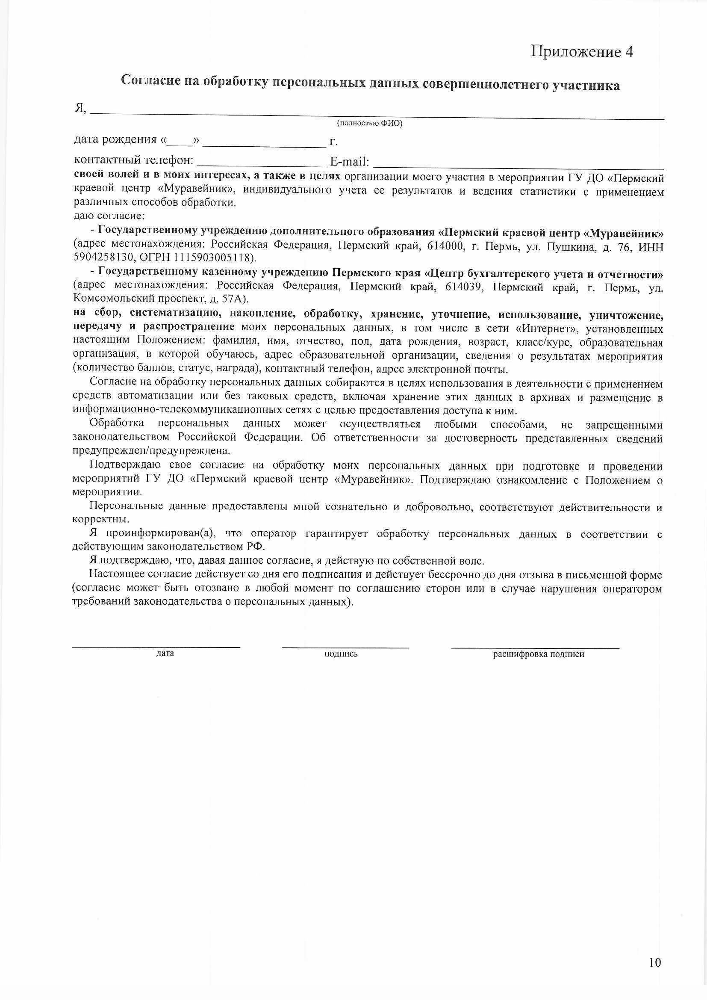 Приложение 4
Согласие на обработку персональных данных совершеннолетнего участника
Я, ____________________
(полностью ФИО)
дата рождения «____» ____________________ г.
контактный телефон: ____________________ E-mail: ____________________
своей волей и в моих интересах, а также в целях организации моего участия в мероприятии ГУ ДО «Пермский
краевой центр «Муравейник», индивидуального учета ее результатов и ведения статистики с применением
различных способов обработки.
даю согласие:
- Государственному учреждению дополнительного образования «Пермский краевой центр «Муравейник»
(адрес местонахождения: Российская Федерация, Пермский край, 614000, г. Пермь, ул. Пушкина, д. 76, ИНН
5904258130, ОГРН 1115903005118).
- Государственному казенному учреждению Пермского края «Центр бухгалтерского учета и отчетности»
(адрес местонахождения: Российская Федерация, Пермский край, 614039, Пермский край, г. Пермь, ул.
Комсомольский проспект, д. 57А).
на сбор, систематизацию, накопление, обработку, хранение, уточнение, использование, уничтожение,
передачу и распространение моих персональных данных, в том числе в сети «Интернет», установленных
настоящим Положением: фамилия, имя, отчество, пол, дата рождения, возраст, класс/курс, образовательная
организация, в которой обучаюсь, адрес образовательной организации, сведения о результатах мероприятия
(количество баллов, статус, награда), контактный телефон, адрес электронной почты.
Согласие на обработку персональных данных собираются в целях использования в деятельности с применением
средств автоматизации или без таковых средств, включая хранение этих данных в архивах и размещение в
информационно-телекоммуникационных сетях с целью предоставления доступа к ним.
Обработка персональных данных может осуществляться любыми способами, не запрещенными
законодательством Российской Федерации. Об ответственности за достоверность представленных сведений
предупрежден/предупреждена.
Подтверждаю свое согласие на обработку моих персональных данных при подготовке и проведении
мероприятий ГУ ДО «Пермский краевой центр «Муравейник». Подтверждаю ознакомление с Положением о
мероприятии.
Персональные данные предоставлены мной сознательно и добровольно, соответствуют действительности и
корректны.
Я проинформирован(а), что оператор гарантирует обработку персональных данных в соответствии с
действующим законодательством РФ.
Я подтверждаю, что, давая данное согласие, я действую по собственной воле.
Настоящее согласие действует со дня его подписания и действует бессрочно до дня отзыва в письменной форме
(согласие может быть отозвано в любой момент по соглашению сторон или в случае нарушения оператором
требований законодательства о персональных данных).
дата подпись расшифровка подписи
10